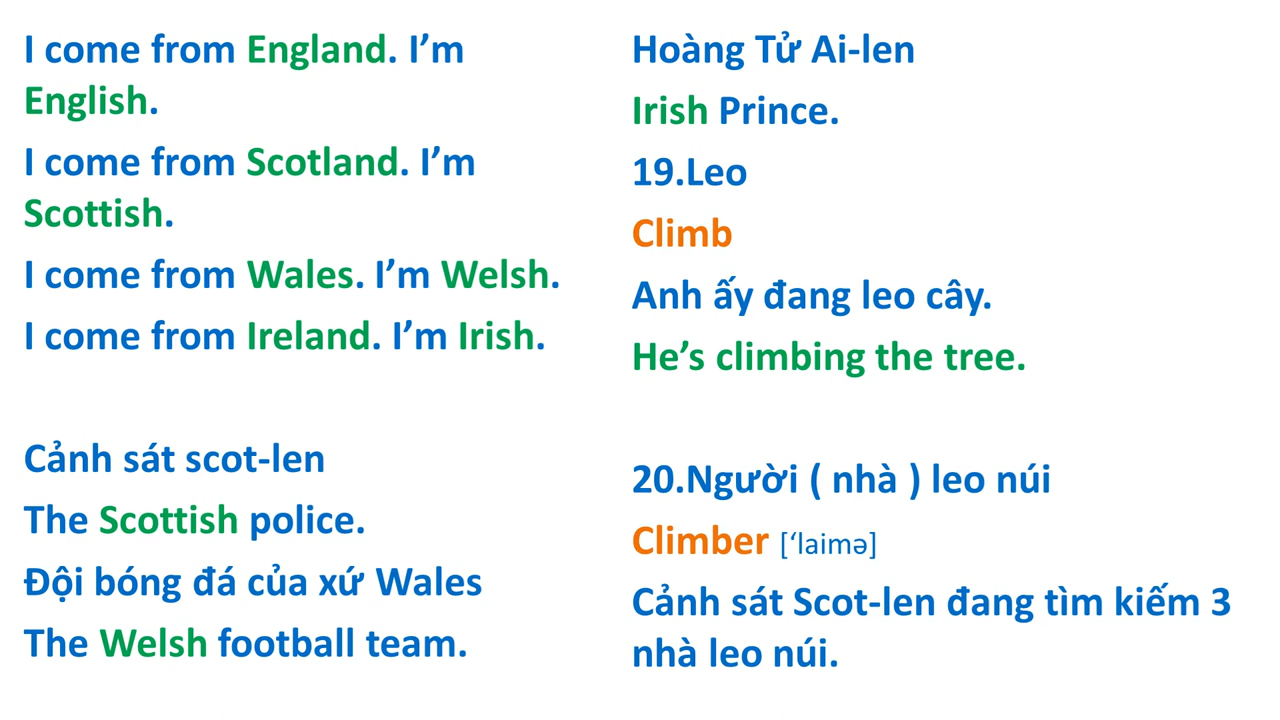 I come from England. I’m
English.
I come from Scotland. I’m
Scottish.
I come from Wales. I’m Welsh.
I come from Ireland. I’m Irish.
Cảnh sát scot-len
The Scottish police.
Đội bóng đá của xứ Wales
The Welsh football team.
Hoàng Tử Ai-len
Irish Prince.
19.Leo
Climb
Anh ấy đang leo cây.
He’s climbing the tree.
20.Người ( nhà ) leo núi
Climber [‘laimə]
Cảnh sát Scot-len đang tìm kiếm 3
nhà leo núi.